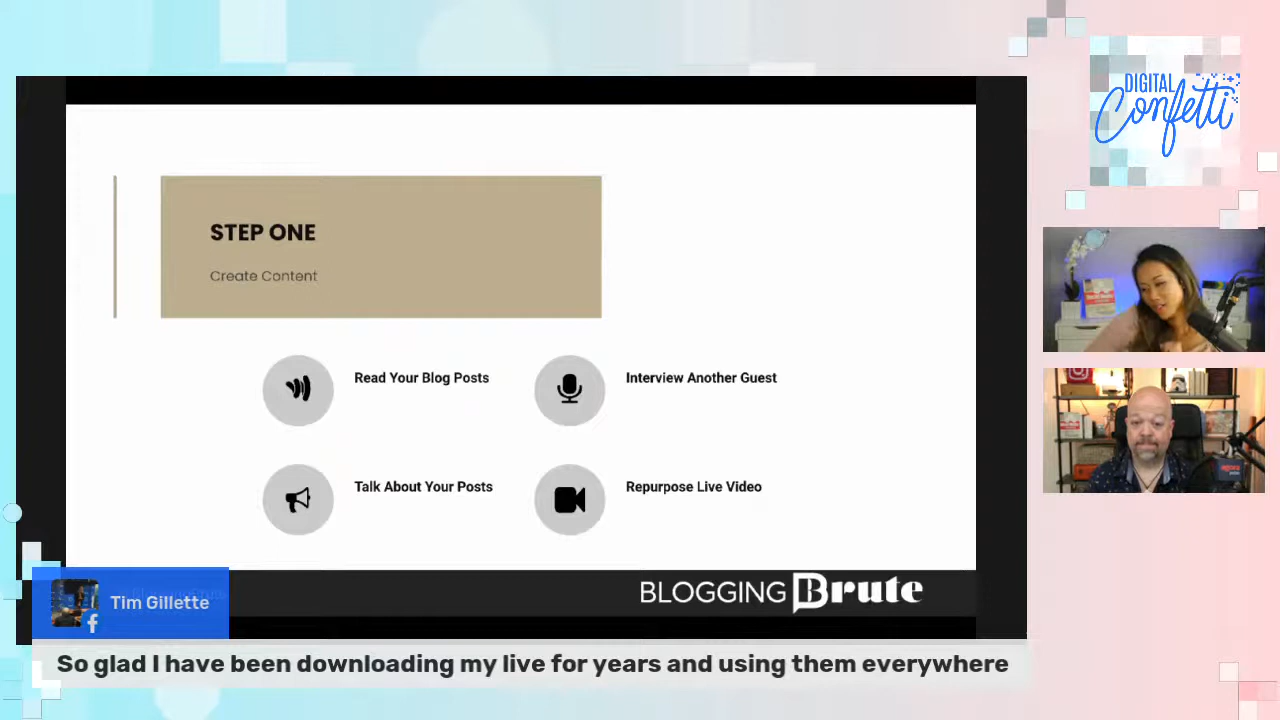 DIGITAL
Confetti
STEP ONE
Create Content
Read Your Blog Posts
Interview Another Guest
Talk About Your Posts
Repurpose Live Video
BLOGGING Brute
Tim Gillette
So glad I have been downloading my live for years and using them everywhere